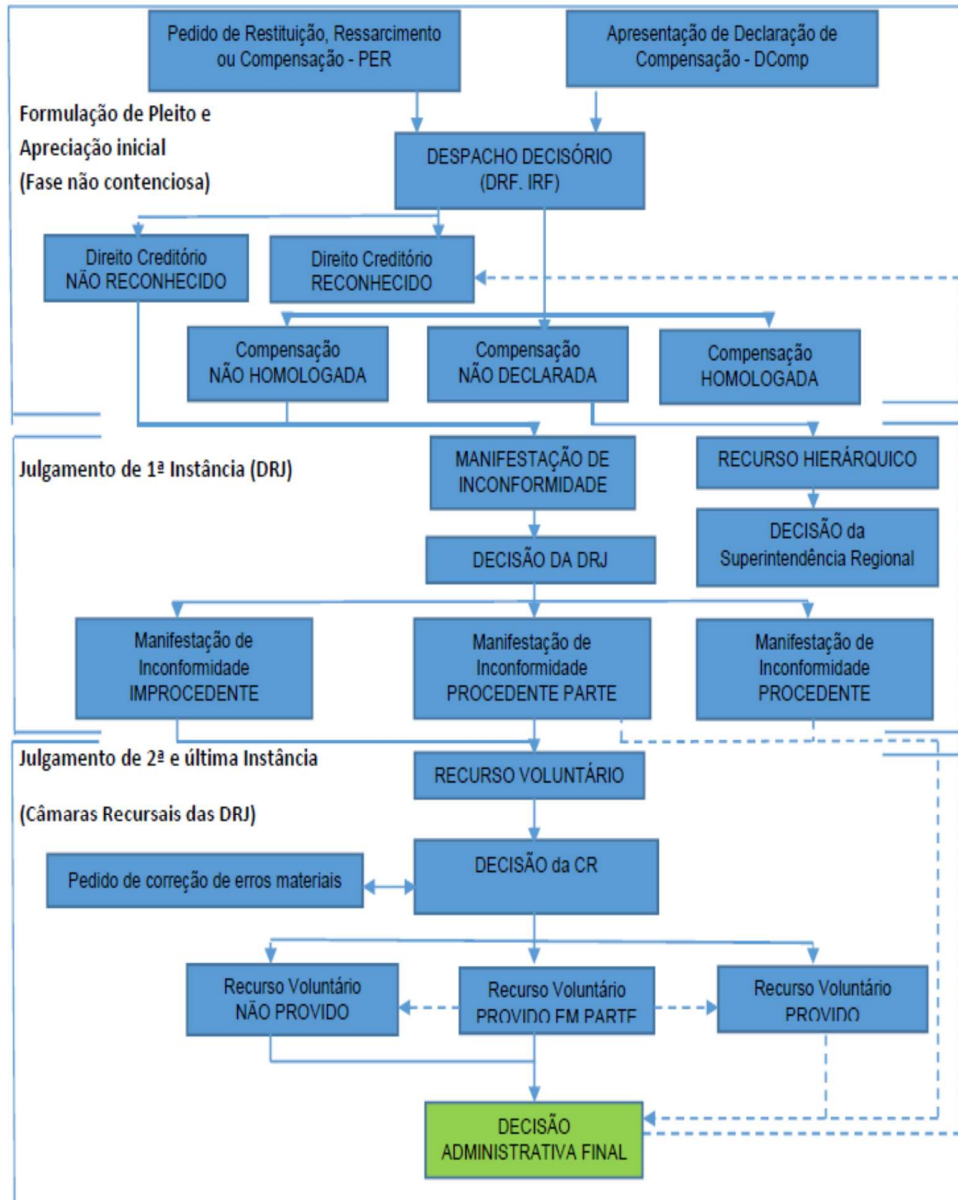 Pedido de Restituição, Ressarcimento
ou Compensação - PER
Apresentação de Declaração de
Compensação - DComp
Formulação de Pleito e
Apreciação inicial
(Fase não contenciosa)
DESPACHO DECISÓRIO
(DRF. IRF)
Direito Creditório
NÃO RECONHECIDO
Direito Creditório
RECONHECIDO
Compensação
NÃO HOMOLOGADA
Compensação
NÃO DECLARADA
Compensação
HOMOLOGADA
Julgamento de 1ª Instância (DRJ)
MANIFESTAÇÃO DE
INCONFORMIDADE
RECURSO HIERÁRQUICO
DECISÃO DA DRJ
DECISÃO da
Superintendência Regional
Manifestação de
Inconformidade
IMPROCEDENTE
Manifestação de
Inconformidade
PROCEDENTE PARTE
Manifestação de
Inconformidade
PROCEDENTE
Julgamento de 2ª e última Instância
(Câmaras Recursais das DRJ)
RECURSO VOLUNTÁRIO
DECISÃO da CR
Pedido de correção de erros materiais
Recurso Voluntário
NÃO PROVIDO
Recurso Voluntário
PROVIDO EM PARTE
Recurso Voluntário
PROVIDO
DECISÃO
ADMINISTRATIVA FINAL